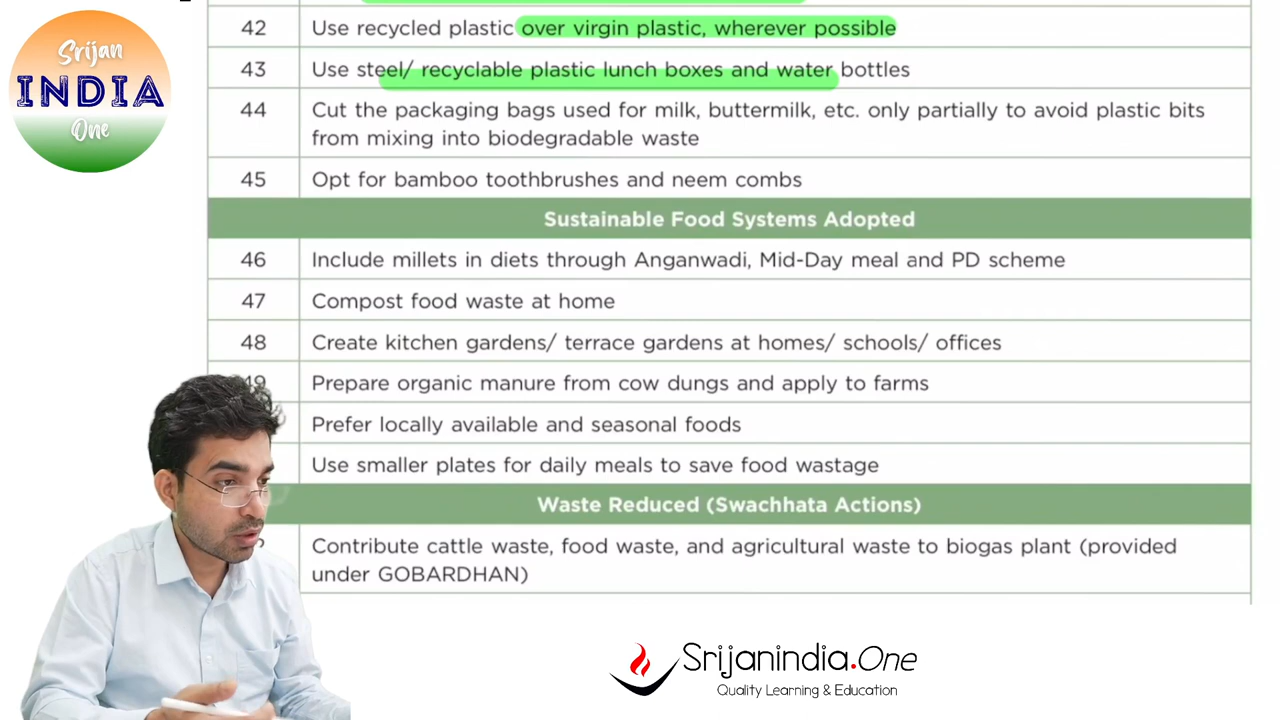 Srijan
INDIA
One
42 Use recycled plastic over virgin plastic, wherever possible
43 Use steel/ recyclable plastic lunch boxes and water bottles
44 Cut the packaging bags used for milk, buttermilk, etc. only partially to avoid plastic bits
from mixing into biodegradable waste
45 Opt for bamboo toothbrushes and neem combs
Sustainable Food Systems Adopted
46 Include millets in diets through Anganwadi, Mid-Day meal and PD scheme
47 Compost food waste at home
48 Create kitchen gardens/ terrace gardens at homes/ schools/ offices
49 Prepare organic manure from cow dungs and apply to farms
Prefer locally available and seasonal foods
Use smaller plates for daily meals to save food wastage
Waste Reduced (Swachhata Actions)
Contribute cattle waste, food waste, and agricultural waste to biogas plant (provided
under GOBARDHAN)
Srijanindia.One
Quality Learning & Education